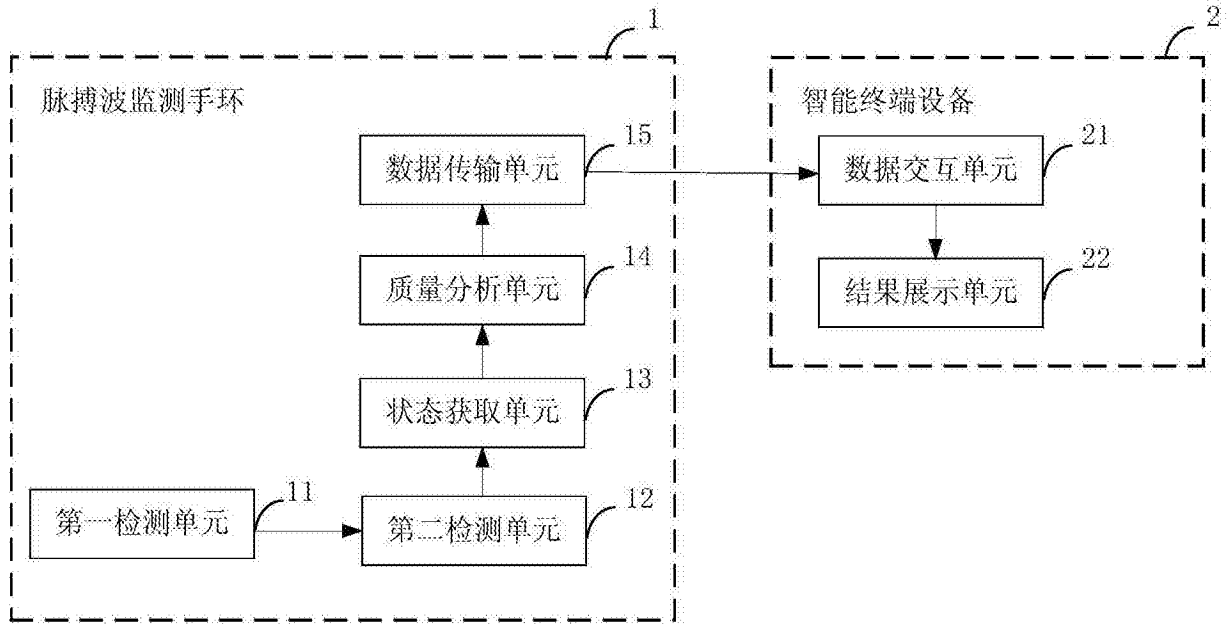 1
2
脉搏波监测手环
智能终端设备
数据传输单元
15
数据交互单元
21
质量分析单元
14
结果展示单元
22
状态获取单元
13
第一检测单元
11
第二检测单元
12